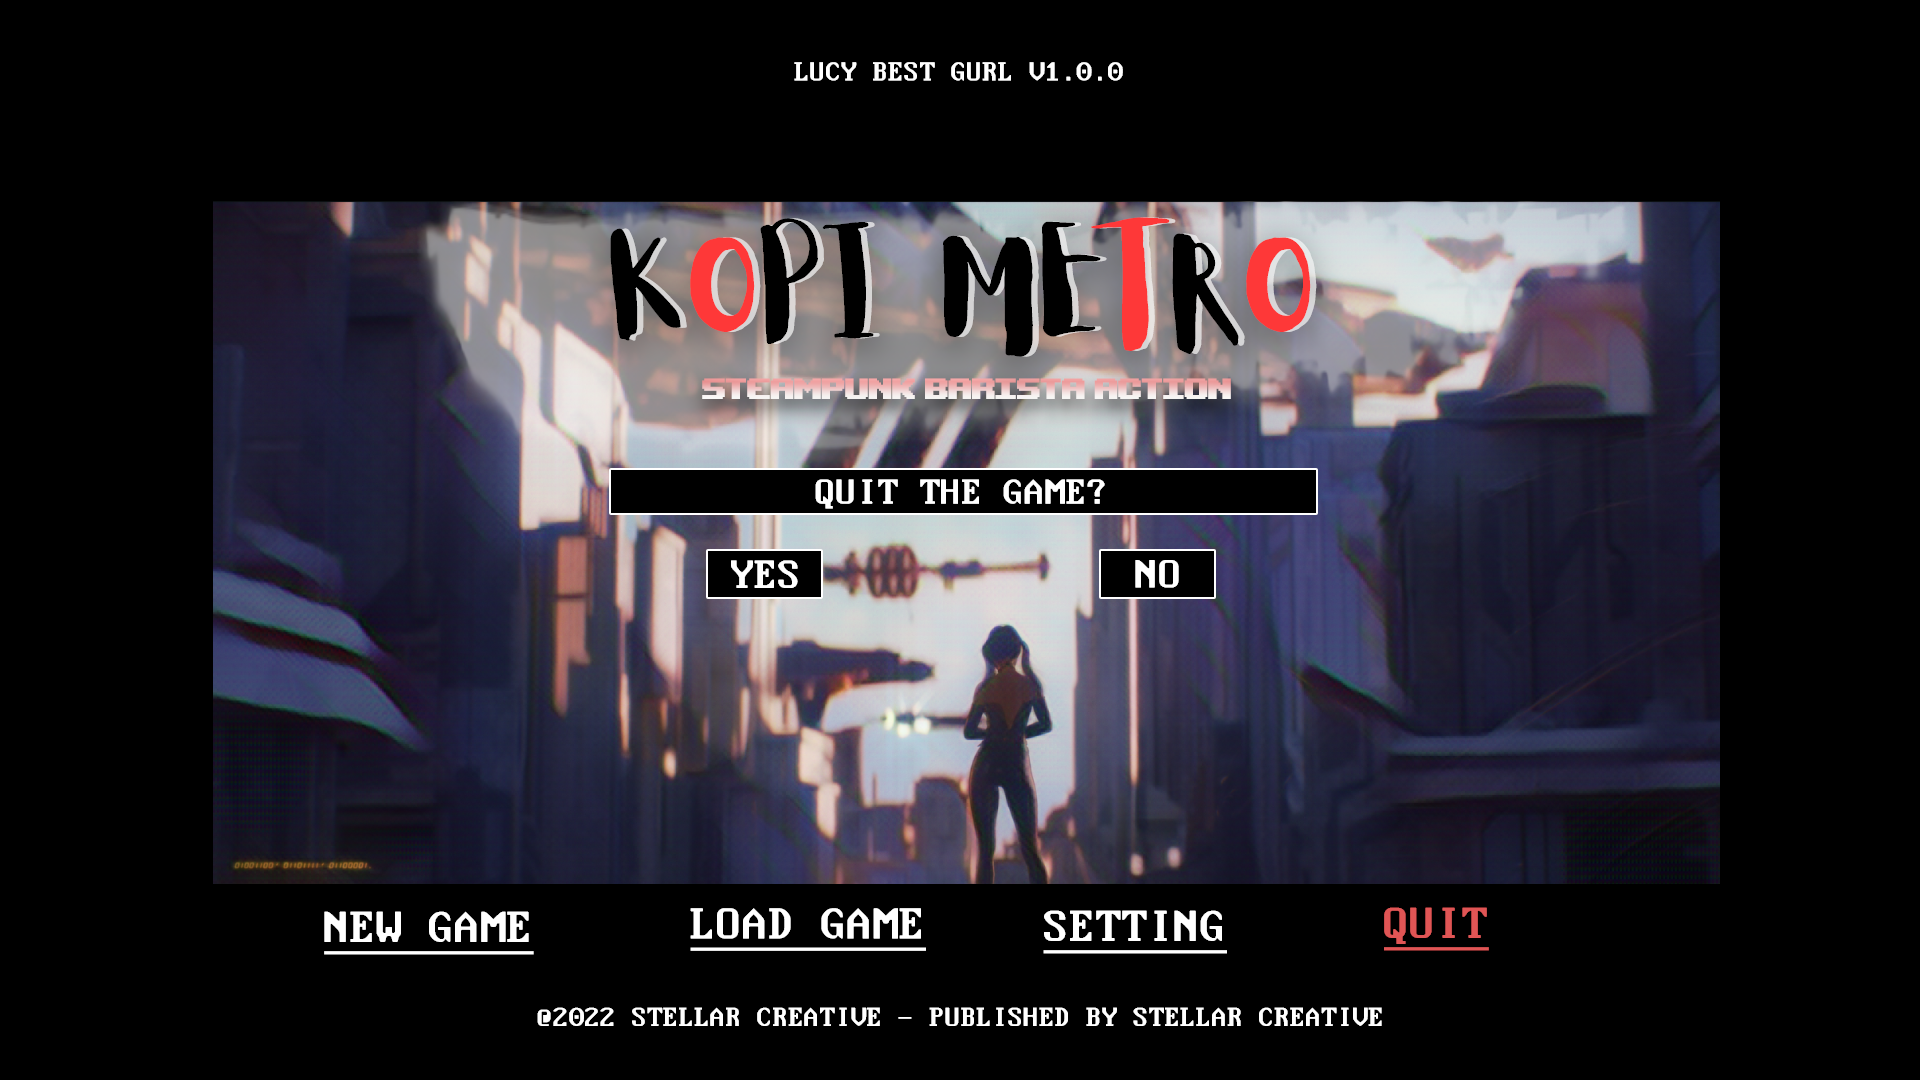 LUCY BEST GURL V1.0.0
KOPI METRO
STEAMPUNK BARISTA ACTION
QUIT THE GAME?
YES NO
NEW GAME LOAD GAME SETTING QUIT
@2022 STELLAR CREATIVE - PUBLISHED BY STELLAR CREATIVE